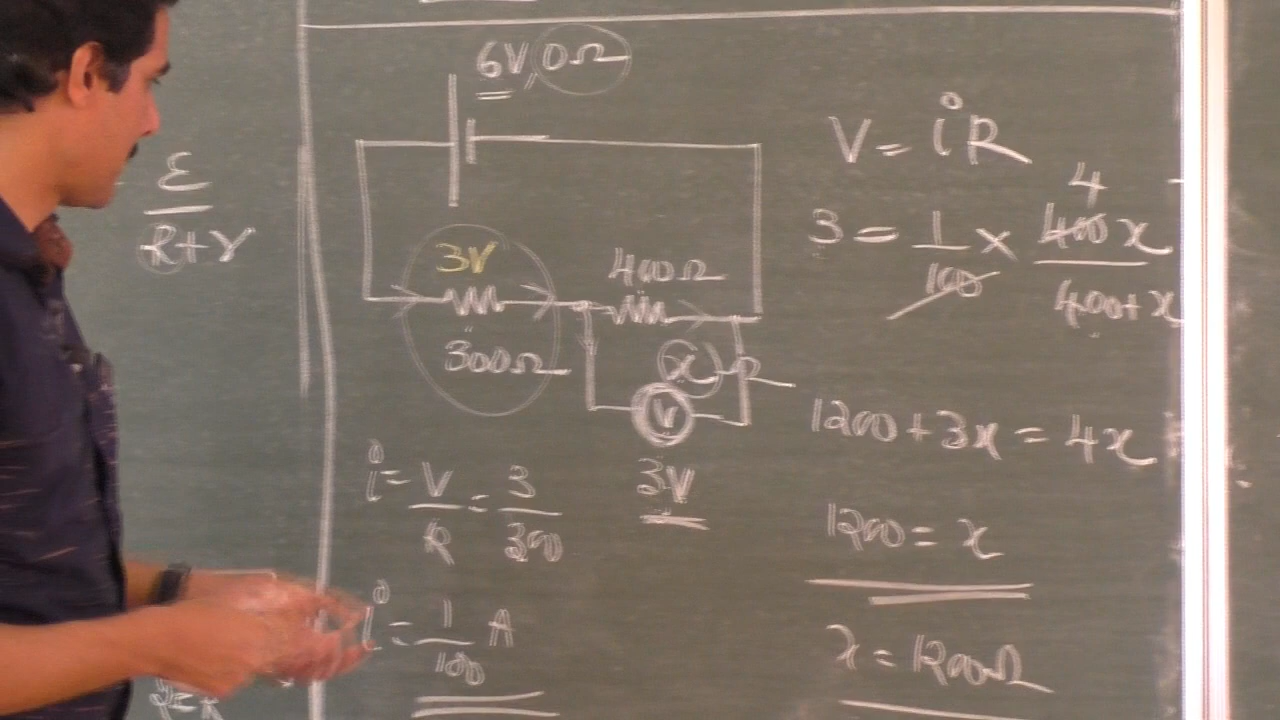 6V, 0Ω
ε
R+r
3V
400Ω
300Ω
x R
V
3V
i = V/R = 3/300
i = 1/100 A
V = iR
3 = 1/100 × 4 400x/400+x
1200 + 3x = 4x
1200 = x
x = 1200Ω